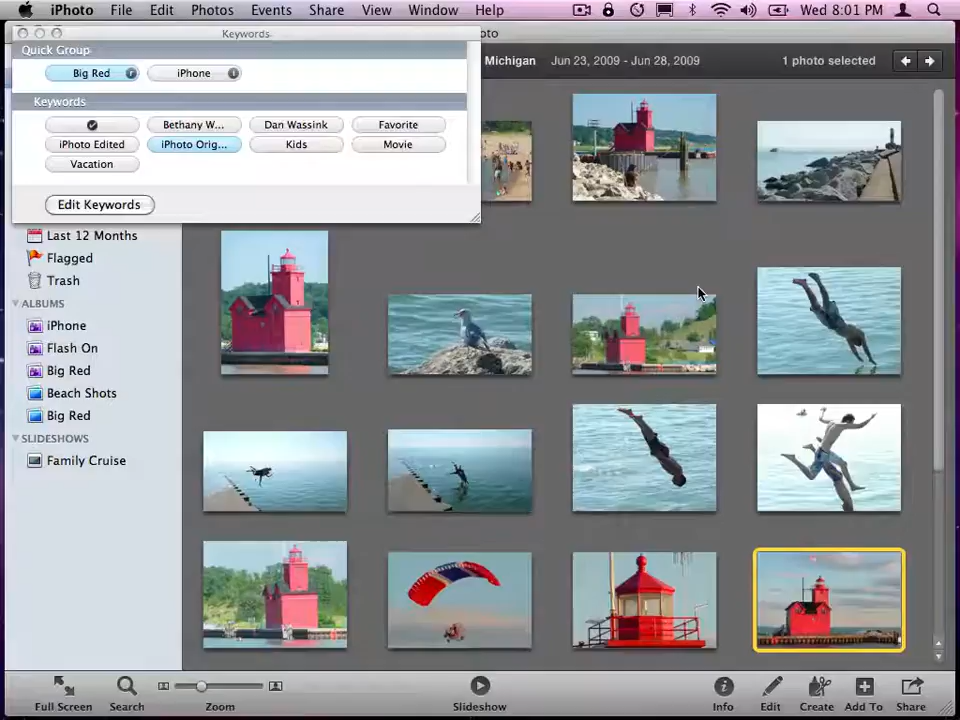 iPhoto File Edit Photos Events Share View Window Help Wed 8:01 PM
Keywords
Quick Group
Big Red r iPhone i
Keywords
Bethany W... Dan Wassink Favorite
iPhoto Edited iPhoto Orig... Kids Movie
Vacation
Edit Keywords
oto
Michigan Jun 23, 2009 - Jun 28, 2009 1 photo selected
Last 12 Months
Flagged
Trash
ALBUMS
iPhone
Flash On
Big Red
Beach Shots
Big Red
SLIDESHOWS
Family Cruise
Full Screen Search Zoom Slideshow Info Edit Create Add To Share